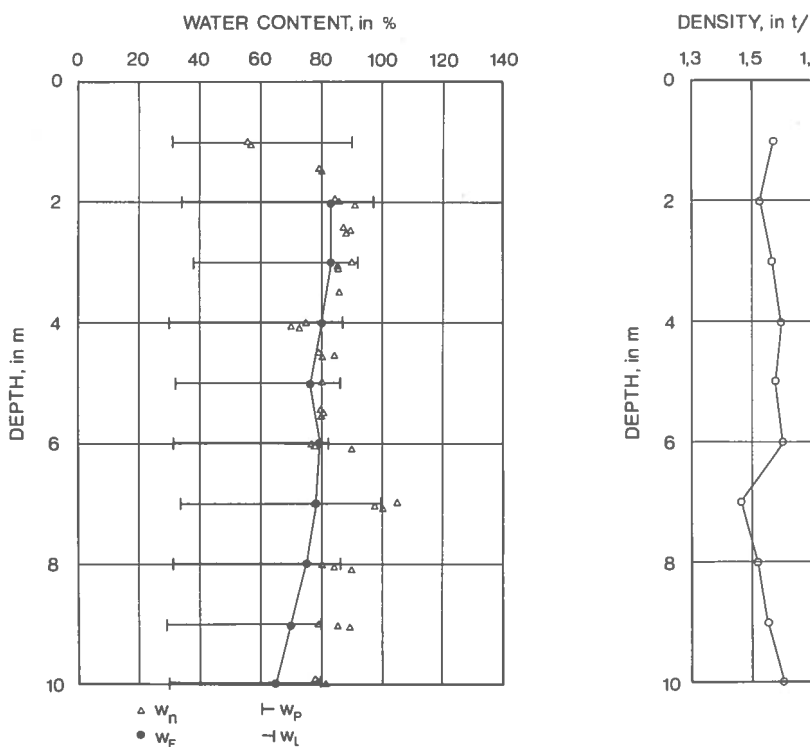 WATER CONTENT, in %
0 20 40 60 80 100 120 140
0
2
4
6
8
10
DEPTH, in m
△ wn ⊢ wP
● wF ⊣ wL
DENSITY, in t/
1,3 1,5 1,
0
2
4
6
8
10
DEPTH, in m